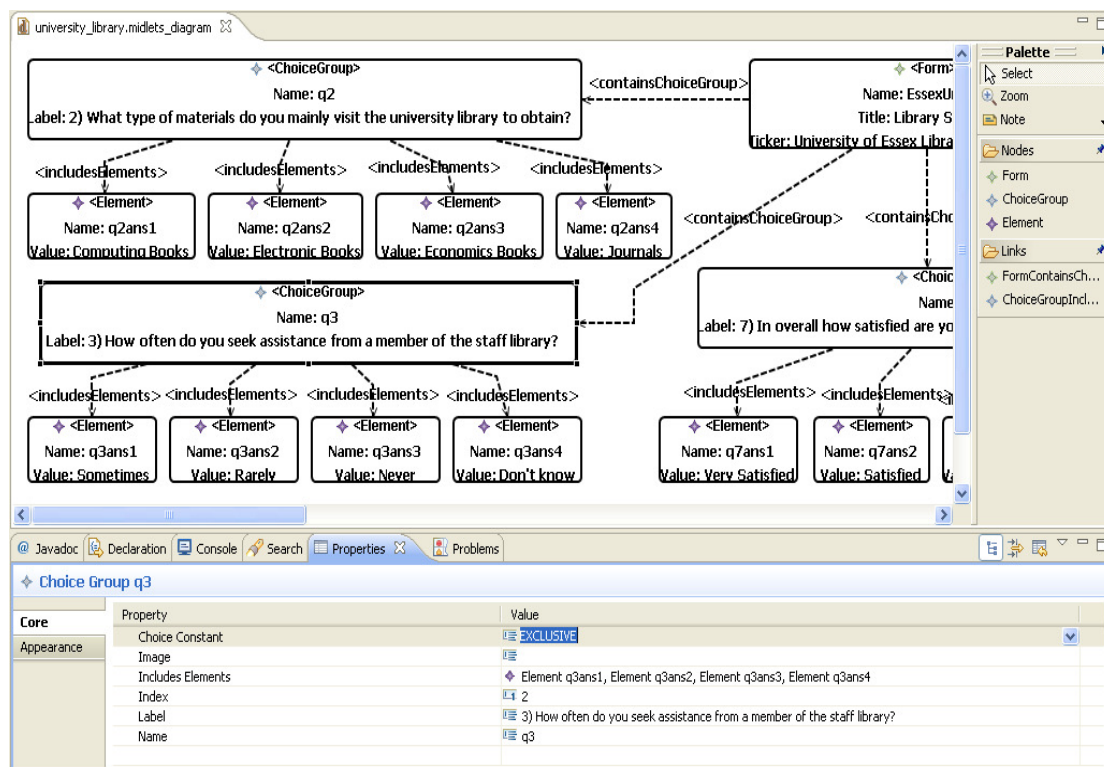 university_library.midlets_diagram
<ChoiceGroup>
Name: q2
Label: 2) What type of materials do you mainly visit the university library to obtain?
<containsChoiceGroup>
<Form>
Name: EssexUn
Title: Library S
Ticker: University of Essex Libra
<includesElements> <includesElements> <includesElements> <includesElements>
<Element> <Element> <Element> <Element>
Name: q2ans1 Name: q2ans2 Name: q2ans3 Name: q2ans4
Value: Computing Books Value: Electronic Books Value: Economics Books Value: Journals
<containsChoiceGroup> <containsCho
<ChoiceGroup>
Name: q3
Label: 3) How often do you seek assistance from a member of the staff library?
<Choic
Name
Label: 7) In overall how satisfied are yo
<includesElements> <includesElements> <includesElements> <includesElements>
<Element> <Element> <Element> <Element>
Name: q3ans1 Name: q3ans2 Name: q3ans3 Name: q3ans4
Value: Sometimes Value: Rarely Value: Never Value: Don't know
<includesElements> <includesElements>
<Element> <Element>
Name: q7ans1 Name: q7ans2
Value: Very Satisfied Value: Satisfied
Palette
Select
Zoom
Note
Nodes
Form
ChoiceGroup
Element
Links
FormContainsCh...
ChoiceGroupIncl...
@ Javadoc Declaration Console Search Properties Problems
Choice Group q3
Core
Appearance
Property Value
Choice Constant EXCLUSIVE
Image
Includes Elements Element q3ans1, Element q3ans2, Element q3ans3, Element q3ans4
Index 2
Label 3) How often do you seek assistance from a member of the staff library?
Name q3